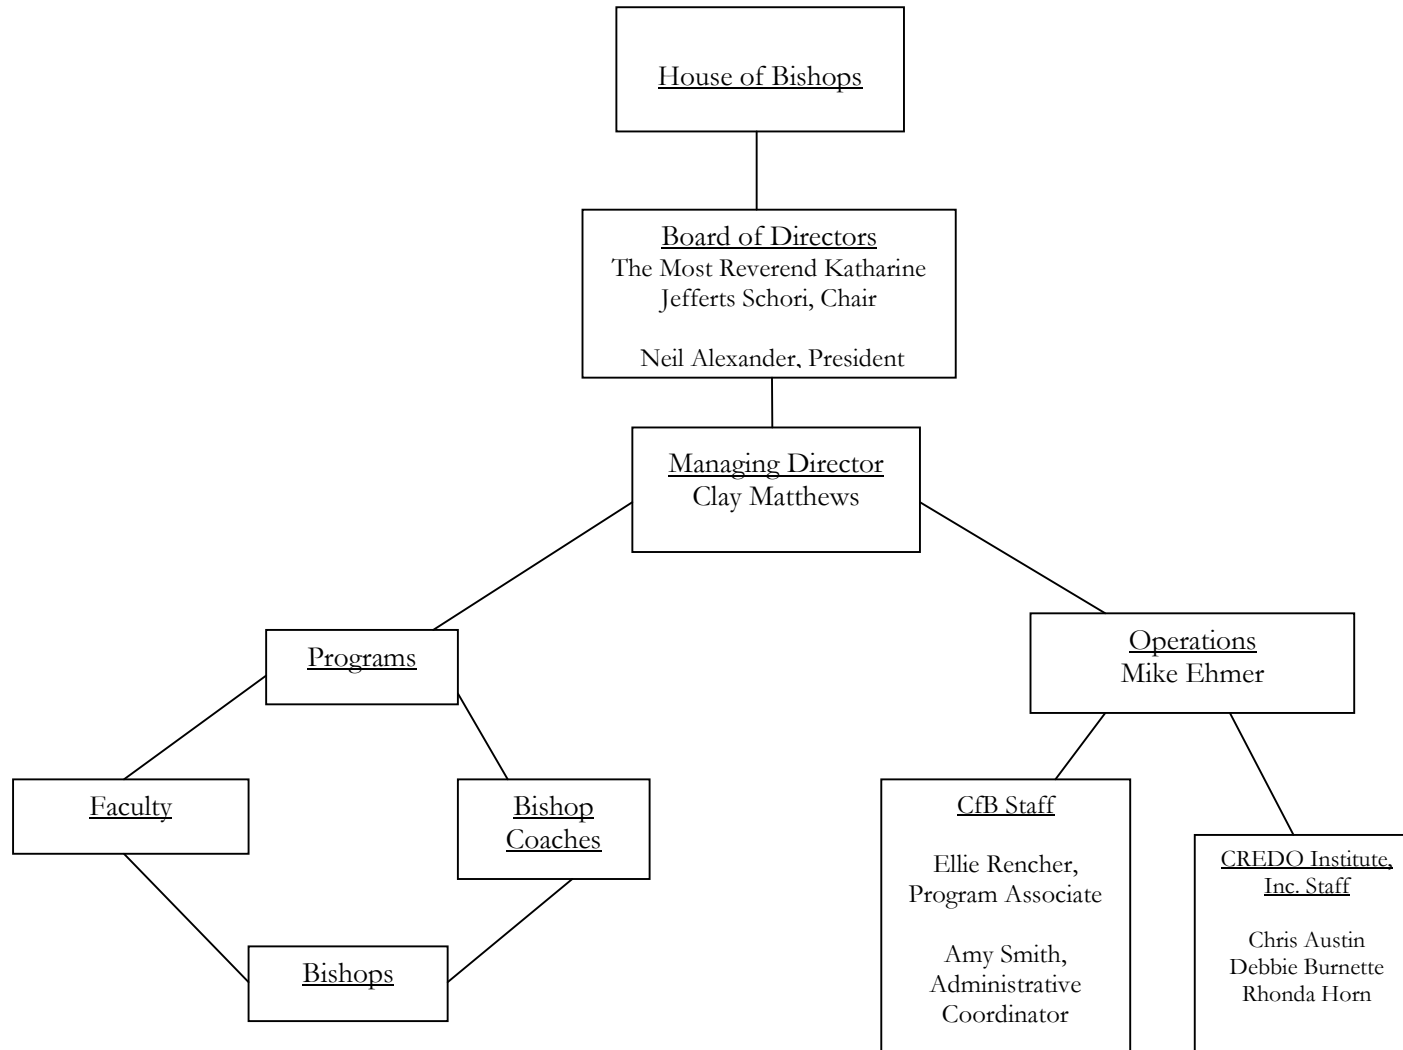 House of Bishops
Board of Directors
The Most Reverend Katharine
Jefferts Schori, Chair
Neil Alexander, President
Managing Director
Clay Matthews
Programs
Operations
Mike Ehmer
Faculty
Bishop
Coaches
Bishops
CfB Staff
Ellie Rencher,
Program Associate
Amy Smith,
Administrative
Coordinator
CREDO Institute,
Inc. Staff
Chris Austin
Debbie Burnette
Rhonda Horn